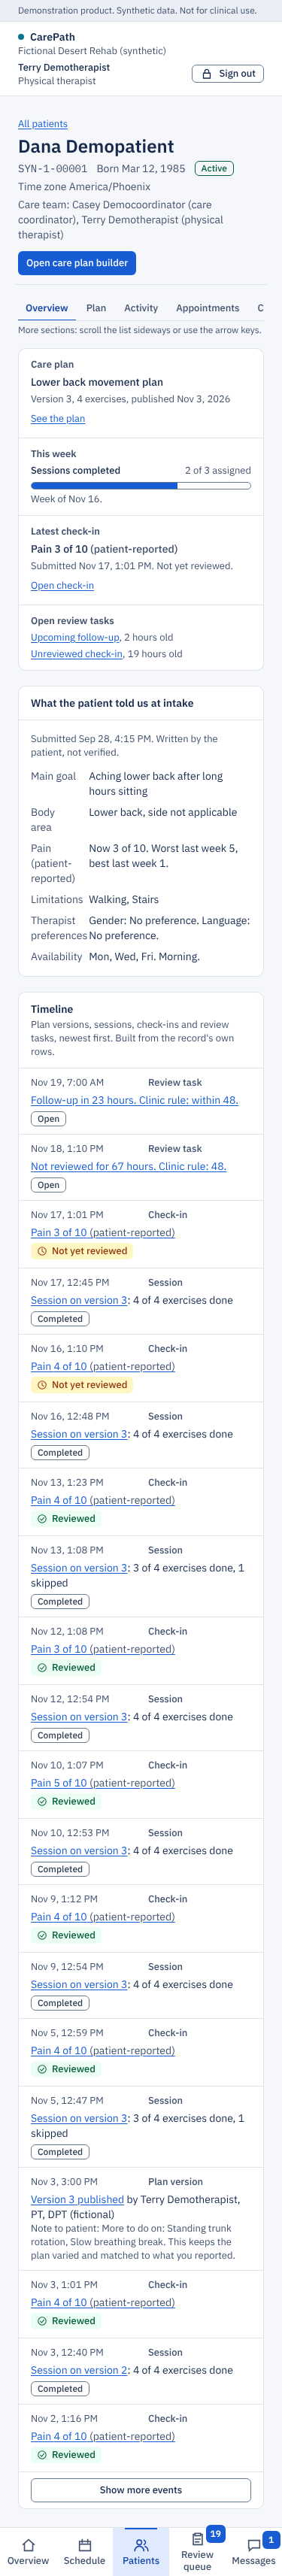 Demonstration product. Synthetic data. Not for clinical use.
CarePath
Fictional Desert Rehab (synthetic)
Terry Demotherapist
Physical therapist
Sign out
All patients
Dana Demopatient
SYN-1-00001 Born Mar 12, 1985 Active
Time zone America/Phoenix
Care team: Casey Democoordinator (care
coordinator), Terry Demotherapist (physical
therapist)
Open care plan builder
Overview Plan Activity Appointments C
More sections: scroll the list sideways or use the arrow keys.
Care plan
Lower back movement plan
Version 3, 4 exercises, published Nov 3, 2026
See the plan
This week
Sessions completed 2 of 3 assigned
Week of Nov 16.
Latest check-in
Pain 3 of 10 (patient-reported)
Submitted Nov 17, 1:01 PM. Not yet reviewed.
Open check-in
Open review tasks
Upcoming follow-up, 2 hours old
Unreviewed check-in, 19 hours old
What the patient told us at intake
Submitted Sep 28, 4:15 PM. Written by the
patient, not verified.
Main goal Aching lower back after long
hours sitting
Body
area Lower back, side not applicable
Pain
(patient-
reported) Now 3 of 10. Worst last week 5,
best last week 1.
Limitations Walking, Stairs
Therapist
preferences Gender: No preference. Language:
No preference.
Availability Mon, Wed, Fri. Morning.
Timeline
Plan versions, sessions, check-ins and review
tasks, newest first. Built from the record's own
rows.
Nov 19, 7:00 AM Review task
Follow-up in 23 hours. Clinic rule: within 48.
Open
Nov 18, 1:10 PM Review task
Not reviewed for 67 hours. Clinic rule: 48.
Open
Nov 17, 1:01 PM Check-in
Pain 3 of 10 (patient-reported)
Not yet reviewed
Nov 17, 12:45 PM Session
Session on version 3: 4 of 4 exercises done
Completed
Nov 16, 1:10 PM Check-in
Pain 4 of 10 (patient-reported)
Not yet reviewed
Nov 16, 12:48 PM Session
Session on version 3: 4 of 4 exercises done
Completed
Nov 13, 1:23 PM Check-in
Pain 4 of 10 (patient-reported)
Reviewed
Nov 13, 1:08 PM Session
Session on version 3: 3 of 4 exercises done, 1
skipped
Completed
Nov 12, 1:08 PM Check-in
Pain 3 of 10 (patient-reported)
Reviewed
Nov 12, 12:54 PM Session
Session on version 3: 4 of 4 exercises done
Completed
Nov 10, 1:07 PM Check-in
Pain 5 of 10 (patient-reported)
Reviewed
Nov 10, 12:53 PM Session
Session on version 3: 4 of 4 exercises done
Completed
Nov 9, 1:12 PM Check-in
Pain 4 of 10 (patient-reported)
Reviewed
Nov 9, 12:54 PM Session
Session on version 3: 4 of 4 exercises done
Completed
Nov 5, 12:59 PM Check-in
Pain 4 of 10 (patient-reported)
Reviewed
Nov 5, 12:47 PM Session
Session on version 3: 3 of 4 exercises done, 1
skipped
Completed
Nov 3, 3:00 PM Plan version
Version 3 published by Terry Demotherapist,
PT, DPT (fictional)
Note to patient: More to do on: Standing trunk
rotation, Slow breathing break. This keeps the
plan varied and matched to what you reported.
Nov 3, 1:01 PM Check-in
Pain 4 of 10 (patient-reported)
Reviewed
Nov 3, 12:40 PM Session
Session on version 2: 4 of 4 exercises done
Completed
Nov 2, 1:16 PM Check-in
Pain 4 of 10 (patient-reported)
Reviewed
Show more events
Overview
Schedule
Patients
Review
queue
19
Messages
1